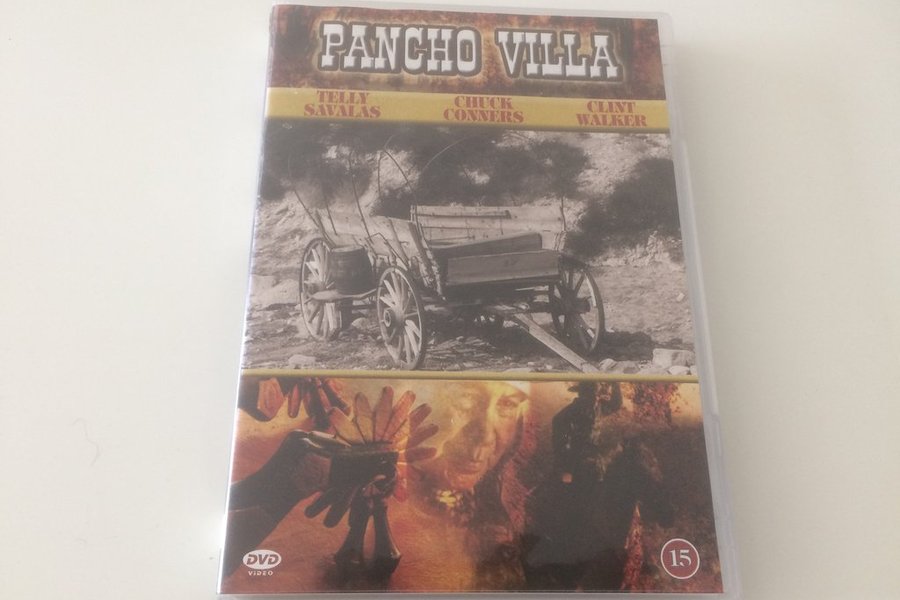 PANCHO VILLA
TELLY SAVALAS
CHUCK CONNERS
CLINT WALKER
DVD
VIDEO
15